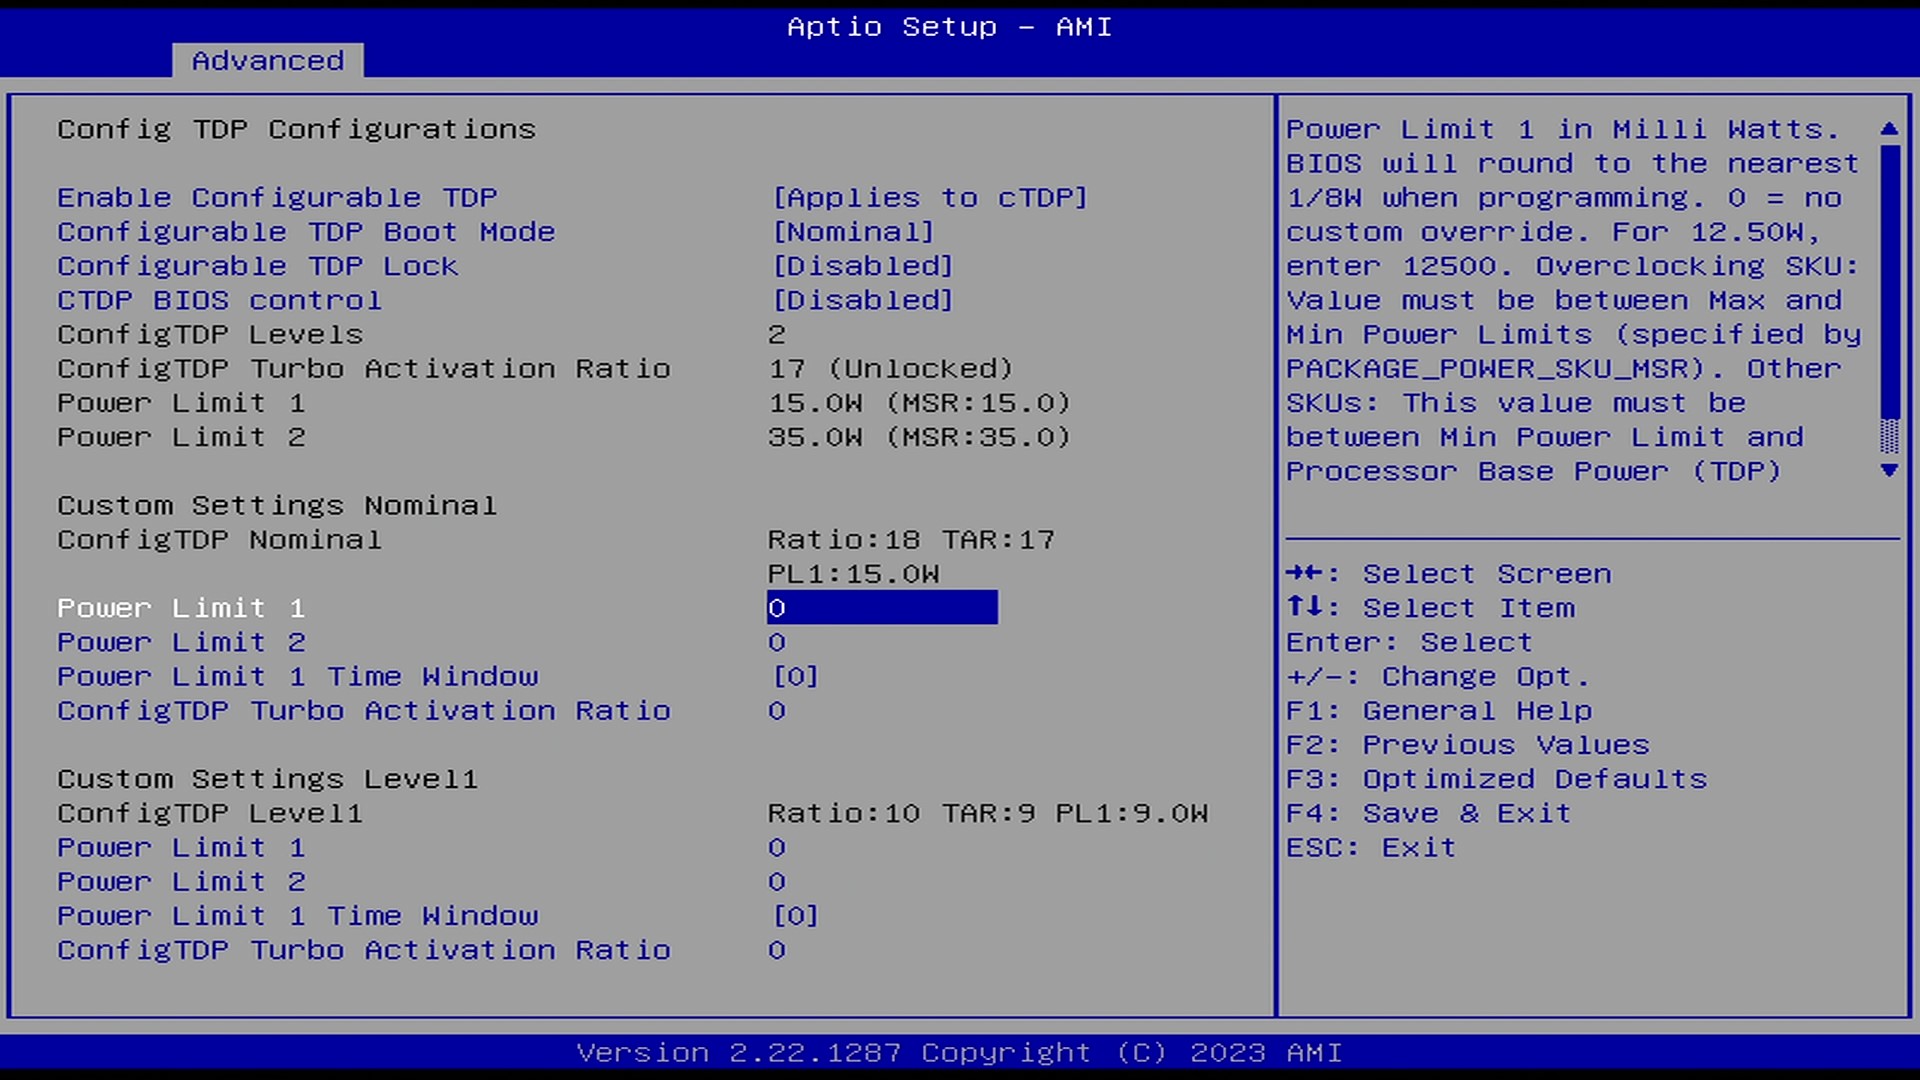 Aptio Setup - AMI
Advanced
Config TDP Configurations
Enable Configurable TDP [Applies to cTDP]
Configurable TDP Boot Mode [Nominal]
Configurable TDP Lock [Disabled]
CTDP BIOS control [Disabled]
ConfigTDP Levels 2
ConfigTDP Turbo Activation Ratio 17 (Unlocked)
Power Limit 1 15.0W (MSR:15.0)
Power Limit 2 35.0W (MSR:35.0)
Custom Settings Nominal
ConfigTDP Nominal Ratio:18 TAR:17
PL1:15.0W
Power Limit 1 0
Power Limit 2 0
Power Limit 1 Time Window [0]
ConfigTDP Turbo Activation Ratio 0
Custom Settings Level1
ConfigTDP Level1 Ratio:10 TAR:9 PL1:9.0W
Power Limit 1 0
Power Limit 2 0
Power Limit 1 Time Window [0]
ConfigTDP Turbo Activation Ratio 0
Power Limit 1 in Milli Watts.
BIOS will round to the nearest
1/8W when programming. 0 = no
custom override. For 12.50W,
enter 12500. Overclocking SKU:
Value must be between Max and
Min Power Limits (specified by
PACKAGE_POWER_SKU_MSR). Other
SKUs: This value must be
between Min Power Limit and
Processor Base Power (TDP)
→←: Select Screen
↑↓: Select Item
Enter: Select
+/-: Change Opt.
F1: General Help
F2: Previous Values
F3: Optimized Defaults
F4: Save & Exit
ESC: Exit
Version 2.22.1287 Copyright (C) 2023 AMI